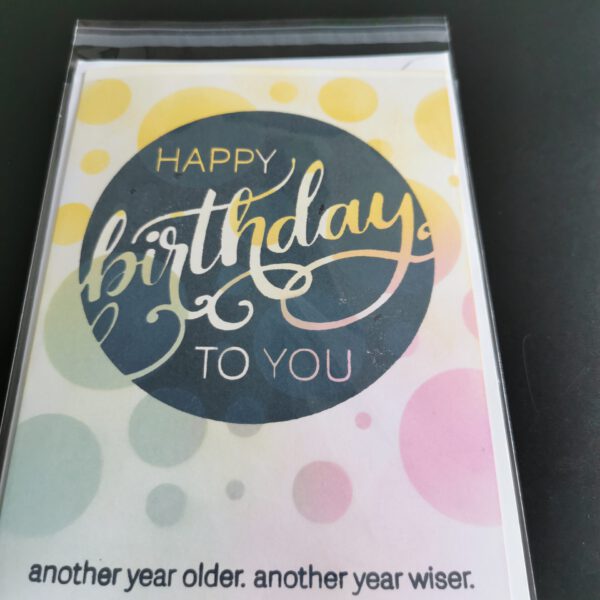 HAPPY
birthday
TO YOU
another year older. another year wiser.